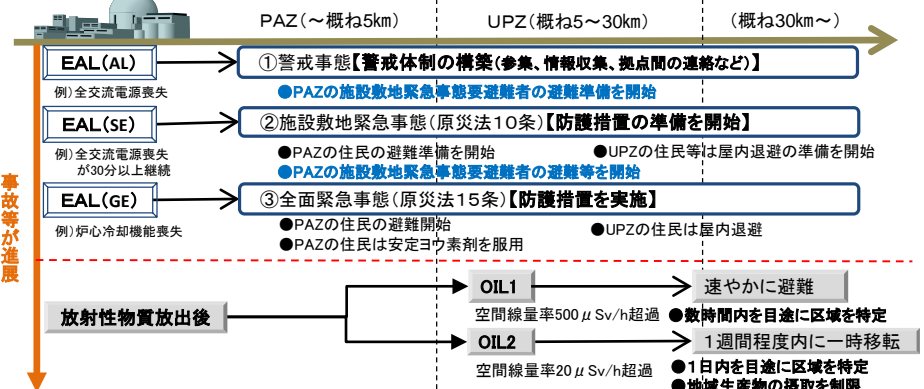 PAZ(～概ね5km)
UPZ(概ね5～30km)
(概ね30km～)
EAL(AL)
①警戒事態【警戒体制の構築(参集、情報収集、拠点間の連絡など)】
例)全交流電源喪失
●PAZの施設敷地緊急事態要避難者の避難準備を開始
EAL(SE)
②施設敷地緊急事態(原災法10条)【防護措置の準備を開始】
例)全交流電源喪失
が30分以上継続
●PAZの住民の避難準備を開始
●UPZの住民等は屋内退避の準備を開始
●PAZの施設敷地緊急事態要避難者の避難等を開始
EAL(GE)
③全面緊急事態(原災法15条)【防護措置を実施】
例)炉心冷却機能喪失
●PAZの住民の避難開始
●UPZの住民は屋内退避
●PAZの住民は安定ヨウ素剤を服用
事故等が進展
放射性物質放出後
OIL1
速やかに避難
空間線量率500μSv/h超過
●数時間内を目途に区域を特定
OIL2
1週間程度内に一時移転
空間線量率20μSv/h超過
●1日内を目途に区域を特定
●地域生産物の摂取を制限